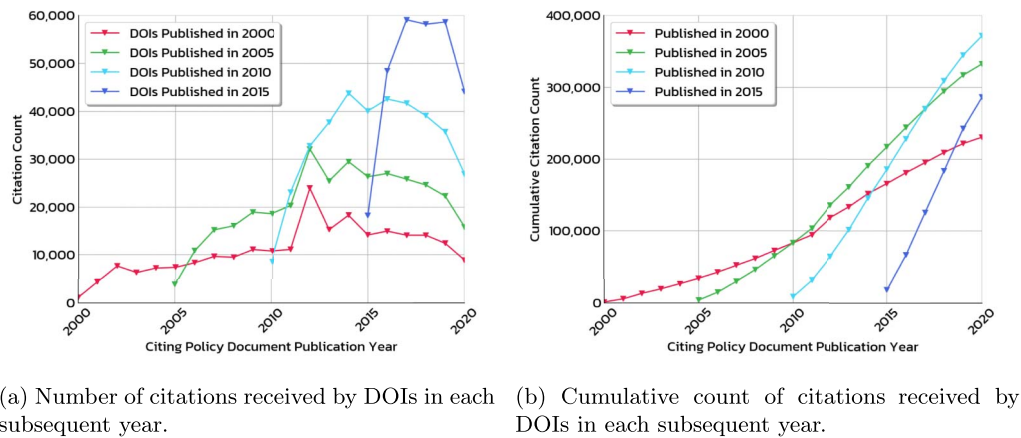 60,000
50,000
40,000
30,000
20,000
10,000
0
Citation Count
DOIs Published in 2000
DOIs Published in 2005
DOIs Published in 2010
DOIs Published in 2015
2000
2005
2010
2015
2020
Citing Policy Document Publication Year
400,000
300,000
200,000
100,000
0
Cumulative Citation Count
Published in 2000
Published in 2005
Published in 2010
Published in 2015
2000
2005
2010
2015
2020
Citing Policy Document Publication Year
(a) Number of citations received by DOIs in each
subsequent year.
(b) Cumulative count of citations received by
DOIs in each subsequent year.